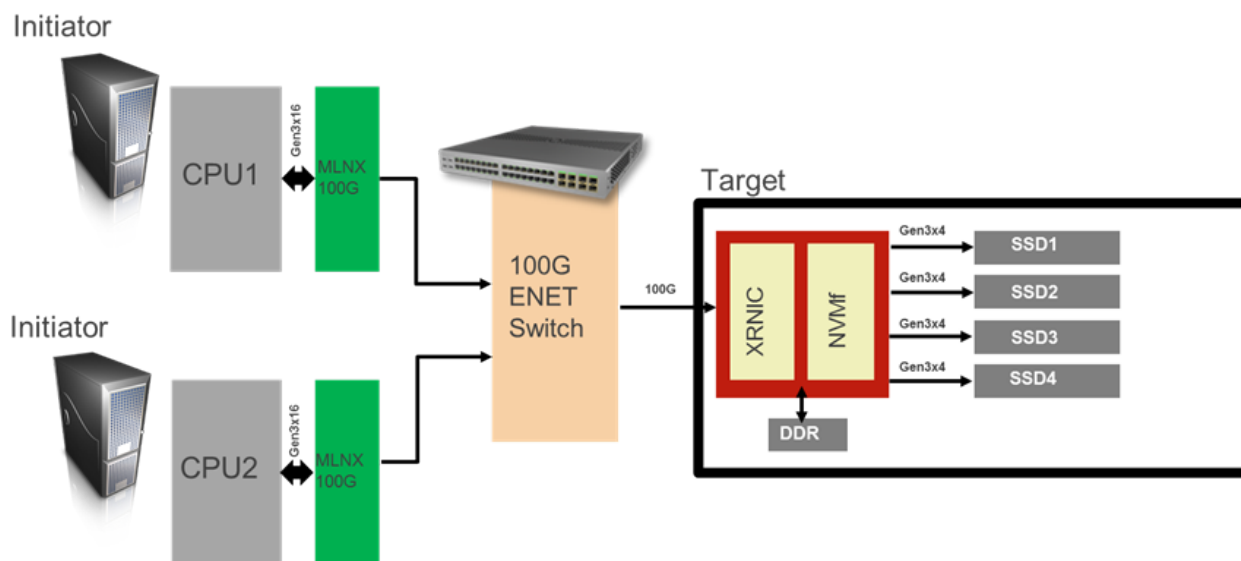 Initiator
CPU1
Gen3x16
MLNX
100G
Initiator
CPU2
Gen3x16
MLNX
100G
100G
ENET
Switch
100G
Target
XRNIC
NVMf
DDR
Gen3x4
SSD1
Gen3x4
SSD2
Gen3x4
SSD3
Gen3x4
SSD4